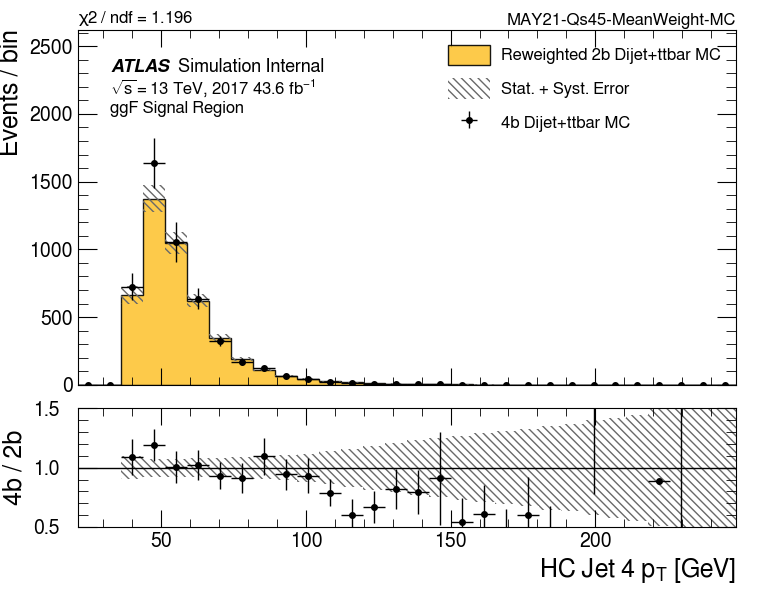 χ2 / ndf = 1.196
MAY21-Qs45-MeanWeight-MC
Events / bin
2500
2000
1500
1000
500
0
ATLAS Simulation Internal
√s = 13 TeV, 2017 43.6 fb⁻¹
ggF Signal Region
Reweighted 2b Dijet+ttbar MC
Stat. + Syst. Error
4b Dijet+ttbar MC
4b / 2b
1.5
1.0
0.5
50 100 150 200
HC Jet 4 pT [GeV]